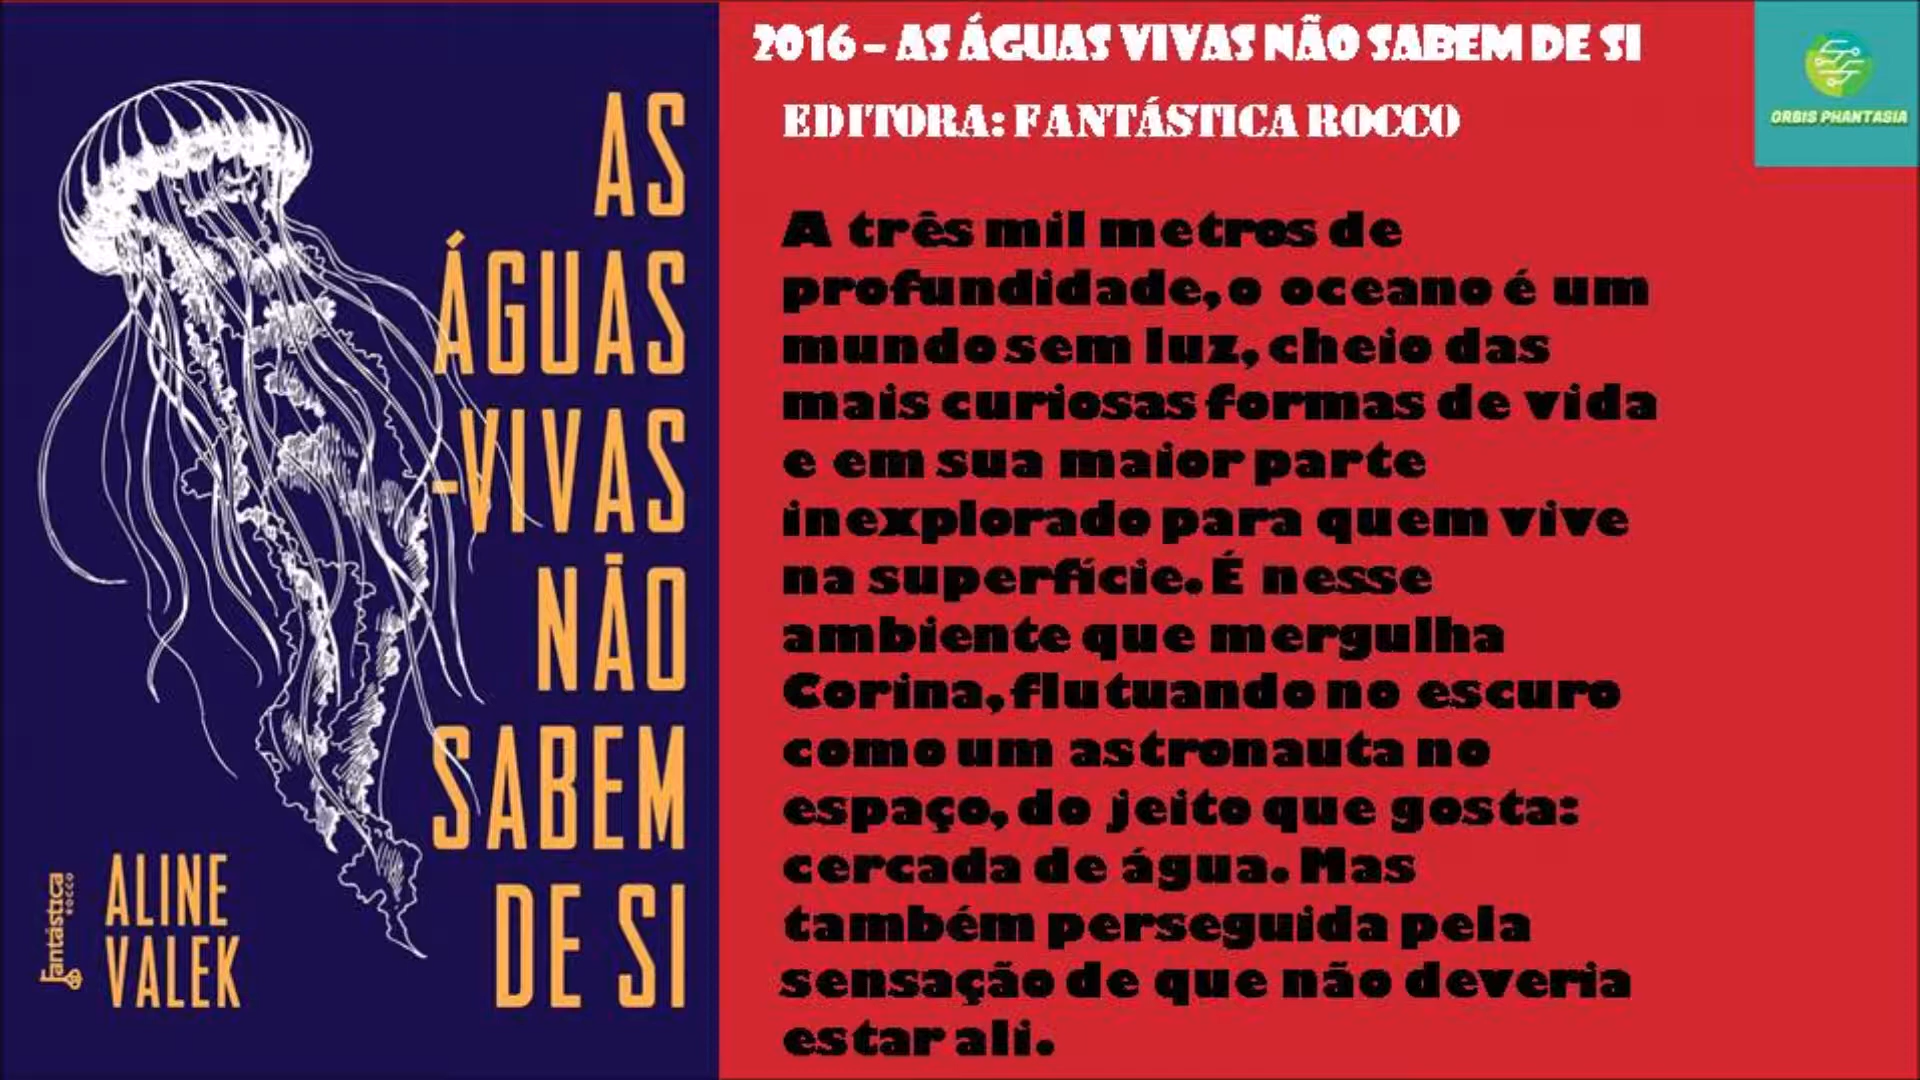 AS
ÁGUAS
-VIVAS
NÃO
SABEM
DE SI
ALINE
VALEK
fantástica
ROCCO
2016 – AS ÁGUAS VIVAS NÃO SABEM DE SI
EDITORA: FANTÁSTICA ROCCO
ORBIS PHANTASIA
A três mil metros de
profundidade, o oceano é um
mundo sem luz, cheio das
mais curiosas formas de vida
e em sua maior parte
inexplorado para quem vive
na superfície. É nesse
ambiente que mergulha
Corina, flutuando no escuro
como um astronauta no
espaço, do jeito que gosta:
cercada de água. Mas
também perseguida pela
sensação de que não deveria
estar ali.